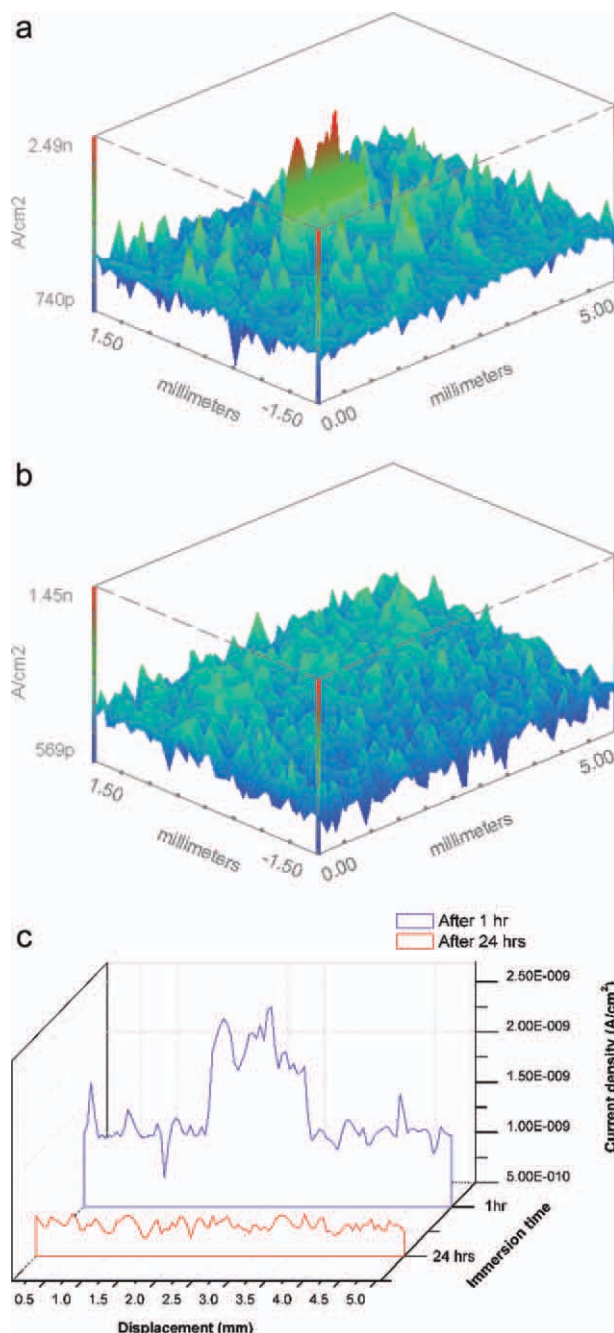 a
2.49n
A/cm2
740p
1.50
millimeters
-1.50
0.00
millimeters
5.00
b
1.45n
A/cm2
569p
1.50
millimeters
-1.50
0.00
millimeters
5.00
c
After 1 hr
After 24 hrs
2.50E-009
2.00E-009
1.50E-009
1.00E-009
5.00E-010
Current density (A/cm²)
1hr
24 hrs
Immersion time
0.5 1.0 1.5 2.0 2.5 3.0 3.5 4.0 4.5 5.0
Displacement (mm)